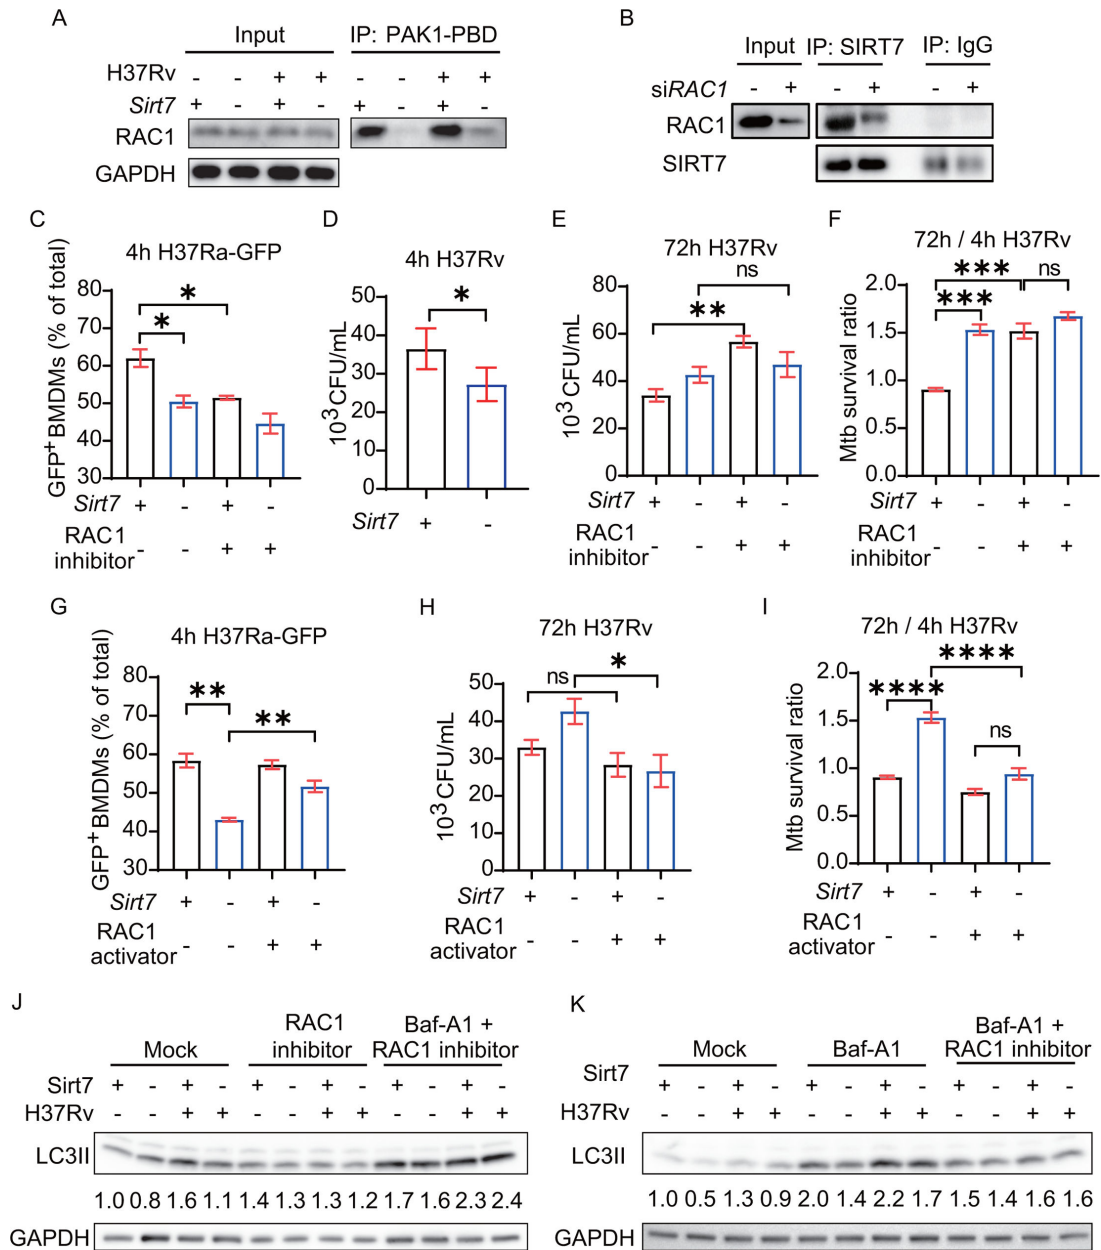 A
Input
IP: PAK1-PBD
H37Rv - - + + - - + +
Sirt7 + - + - + - + -
RAC1
GAPDH
B
Input IP: SIRT7 IP: IgG
siRAC1 - + - + - +
RAC1
SIRT7
C
4h H37Ra-GFP
GFP+ BMDMs (% of total)
80
70
60
50
40
30
*
*
Sirt7 + - + -
RAC1
inhibitor - - + +
D
4h H37Rv
10³ CFU/mL
50
40
30
20
10
0
*
Sirt7 + -
E
72h H37Rv
10³ CFU/mL
80
60
40
20
0
ns
**
Sirt7 + - + -
RAC1
inhibitor - - + +
F
72h / 4h H37Rv
Mtb survival ratio
2.0
1.5
1.0
0.5
0.0
*** ns
***
Sirt7 + - + -
RAC1
inhibitor - - + +
G
4h H37Ra-GFP
GFP+ BMDMs (% of total)
80
70
60
50
40
30
**
**
Sirt7 + - + -
RAC1
activator - - + +
H
72h H37Rv
10³ CFU/mL
50
40
30
20
10
0
ns *
Sirt7 + - + -
RAC1
activator - - + +
I
72h / 4h H37Rv
Mtb survival ratio
2.0
1.5
1.0
0.5
0.0
****
****
ns
Sirt7 + - + -
RAC1
activator - - + +
J
Mock
RAC1
inhibitor
Baf-A1 +
RAC1 inhibitor
Sirt7 + - + - + - + - + - + -
H37Rv - - + + - - + + - - + +
LC3II
1.0 0.8 1.6 1.1 1.4 1.3 1.3 1.2 1.7 1.6 2.3 2.4
GAPDH
K
Mock
Baf-A1
Baf-A1 +
RAC1 inhibitor
Sirt7 + - + - + - + - + - + -
H37Rv - - + + - - + + - - + +
LC3II
1.0 0.5 1.3 0.9 2.0 1.4 2.2 1.7 1.5 1.4 1.6 1.6
GAPDH